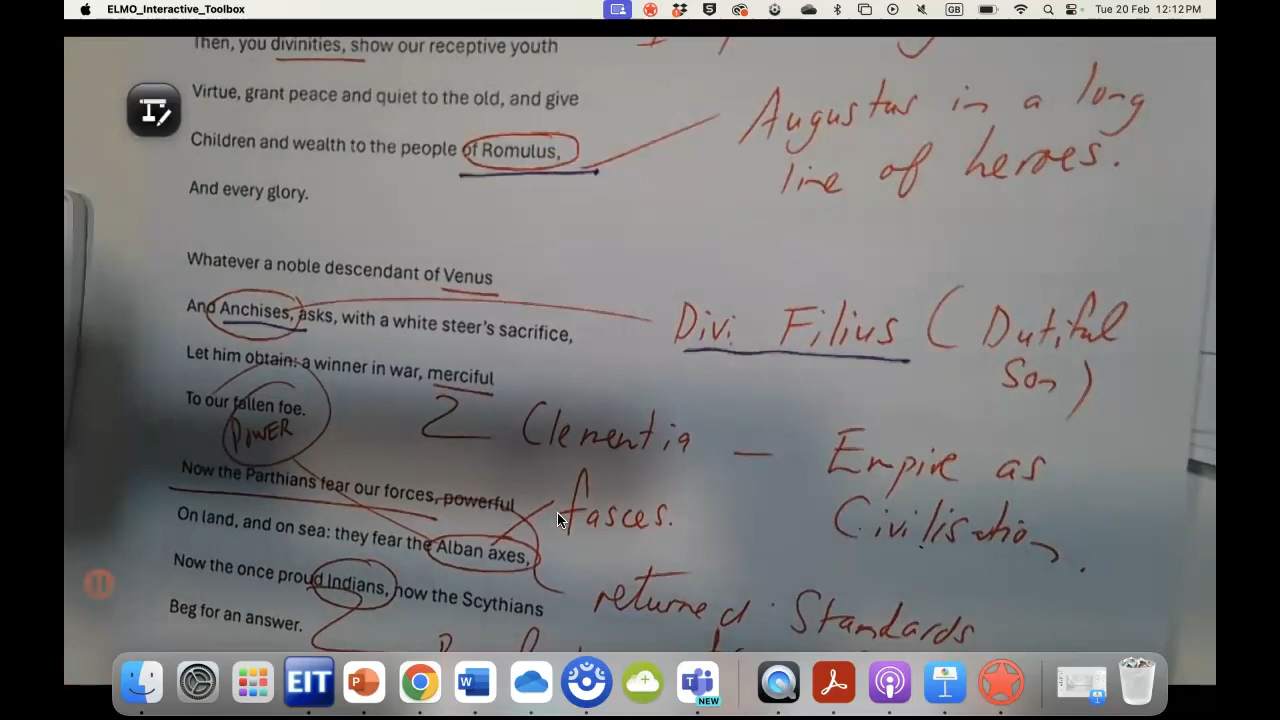 ELMO_Interactive_Toolbox
GB
Tue 20 Feb 12:12 PM
Then, you divinities, show our receptive youth
Virtue, grant peace and quiet to the old, and give
Children and wealth to the people of Romulus,
And every glory.
Augustus in a long
line of heroes.
Whatever a noble descendant of Venus
And Anchises, asks, with a white steer's sacrifice,
Let him obtain: a winner in war, merciful
To our fallen foe.
Divi Filius (Dutiful
Son)
POWER
Clementia — Empire as
Civilisation.
Now the Parthians fear our forces, powerful
On land, and on sea: they fear the Alban axes,
Now the once proud Indians, now the Scythians
Beg for an answer.
fasces.
returned Standards
EIT
NEW